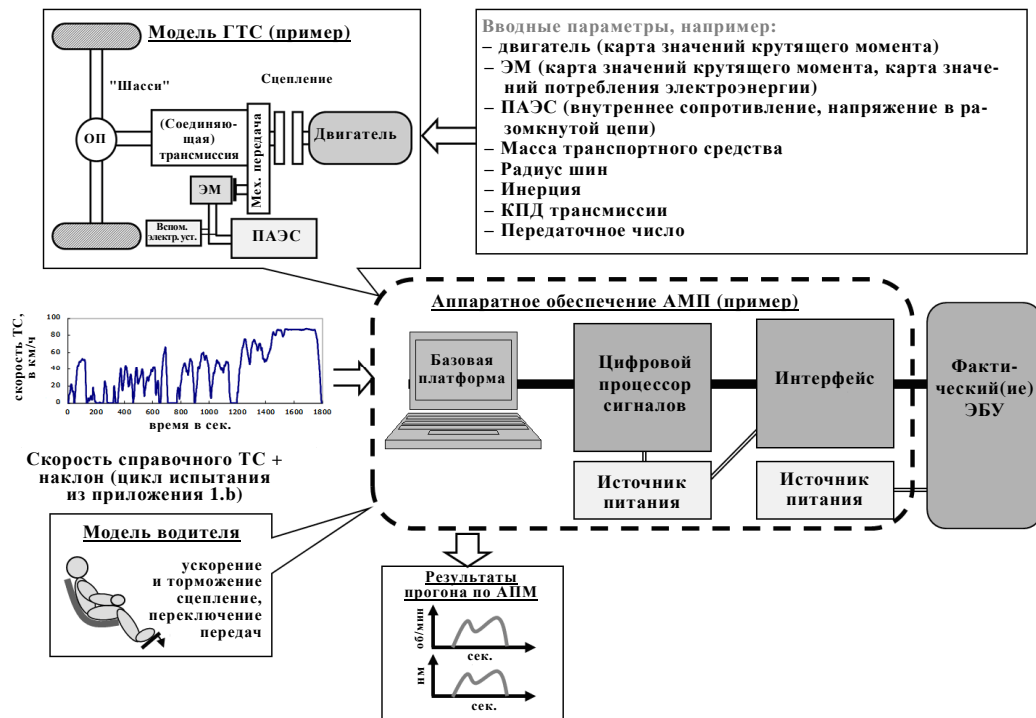 Модель ГТС (пример)
"Шасси"
Сцепление
ОП
(Соединяю-
щая)
трансмиссия
Мех. передача
Двигатель
ЭМ
Вспом.
электр. уст.
ПАЭС
Вводные параметры, например:
– двигатель (карта значений крутящего момента)
– ЭМ (карта значений крутящего момента, карта значе-
ний потребления электроэнергии)
– ПАЭС (внутреннее сопротивление, напряжение в ра-
зомкнутой цепи)
– Масса транспортного средства
– Радиус шин
– Инерция
– КПД трансмиссии
– Передаточное число
скорость ТС,
в км/ч
100
80
60
40
20
0
0 200 400 600 800 1000 1200 1400 1600 1800
время в сек.
Скорость справочного ТС +
наклон (цикл испытания
из приложения 1.b)
Аппаратное обеспечение АМП (пример)
Базовая
платформа
Цифровой
процессор
сигналов
Интерфейс
Источник
питания
Источник
питания
Факти-
ческий(ие)
ЭБУ
Модель водителя
ускорение
и торможение
сцепление,
переключение
передач
Результаты
прогона по АПМ
об/мин
сек.
нм
сек.